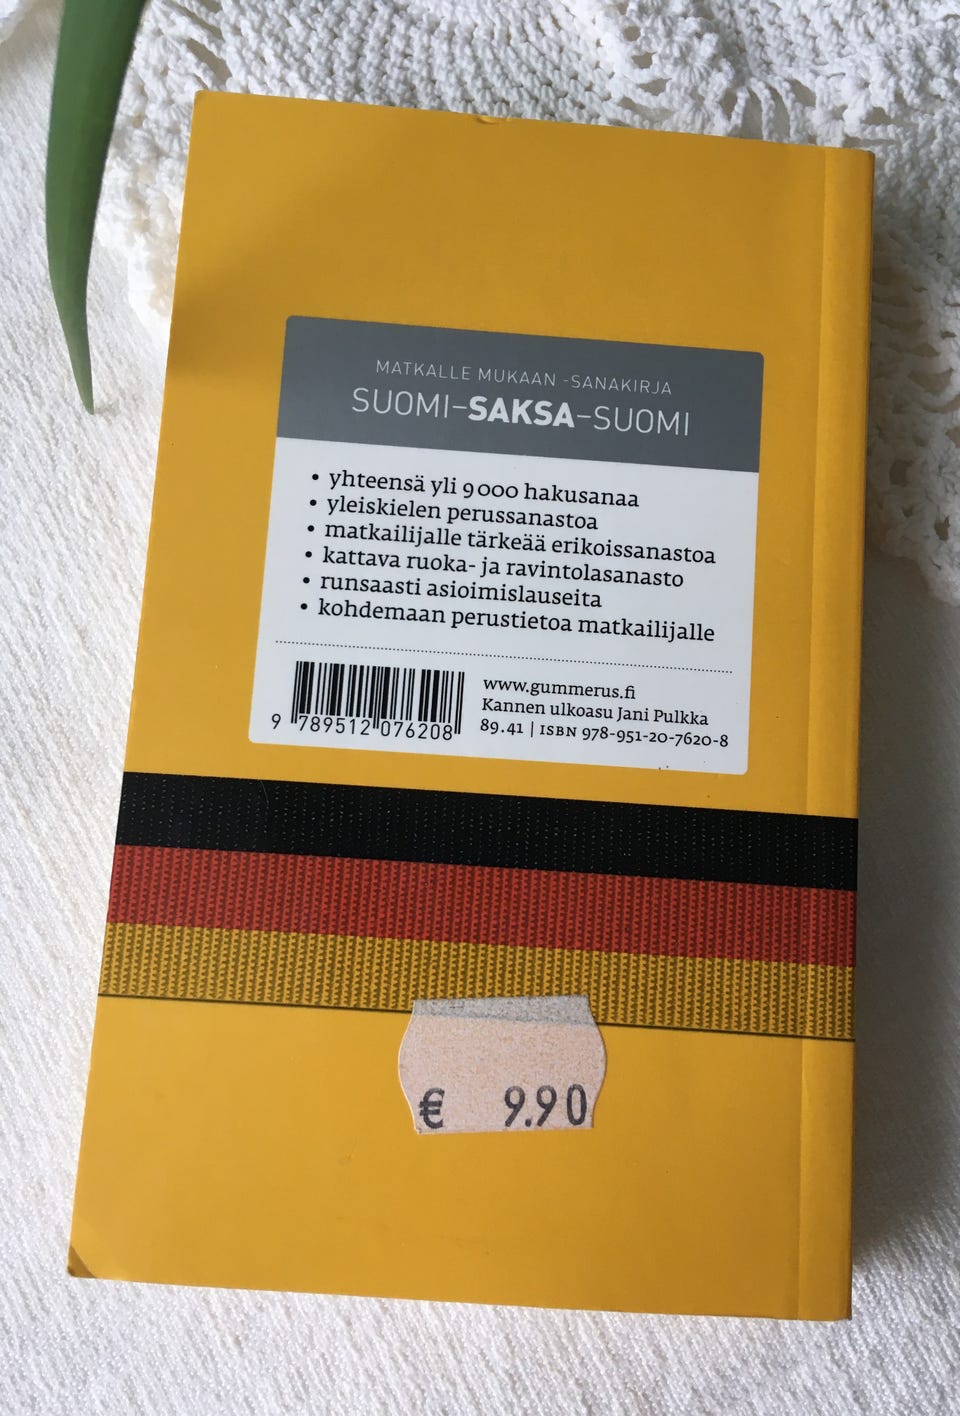 MATKALLE MUKAAN -SANAKIRJA
SUOMI–SAKSA–SUOMI
• yhteensä yli 9 000 hakusanaa
• yleiskielen perussanastoa
• matkailijalle tärkeää erikoissanastoa
• kattava ruoka- ja ravintolasanasto
• runsaasti asioimislauseita
• kohdemaan perustietoa matkailijalle
www.gummerus.fi
Kannen ulkoasu Jani Pulkka
89.41 | ISBN 978-951-20-7620-8
9 789512 076208
€ 9.90